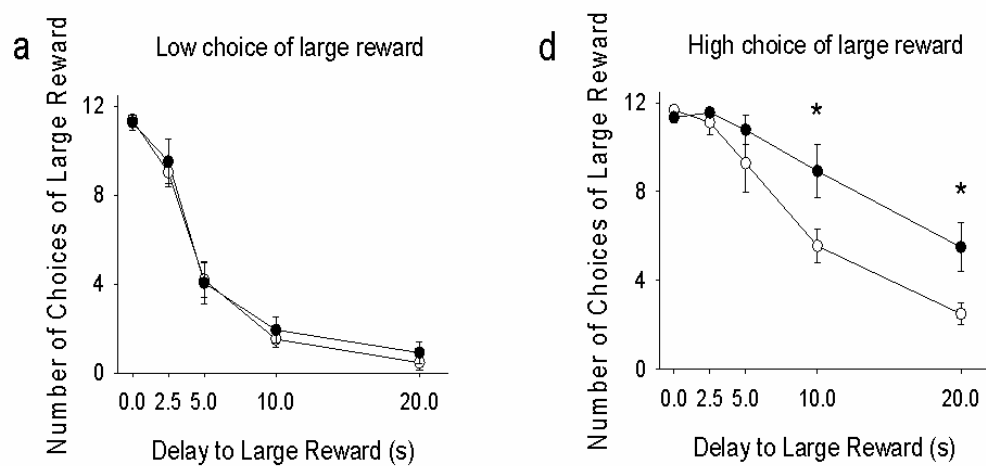 a
Low choice of large reward
Number of Choices of Large Reward
12
8
4
0
0.0 2.5 5.0 10.0 20.0
Delay to Large Reward (s)
d
High choice of large reward
Number of Choices of Large Reward
12
8
4
0
*
*
0.0 2.5 5.0 10.0 20.0
Delay to Large Reward (s)